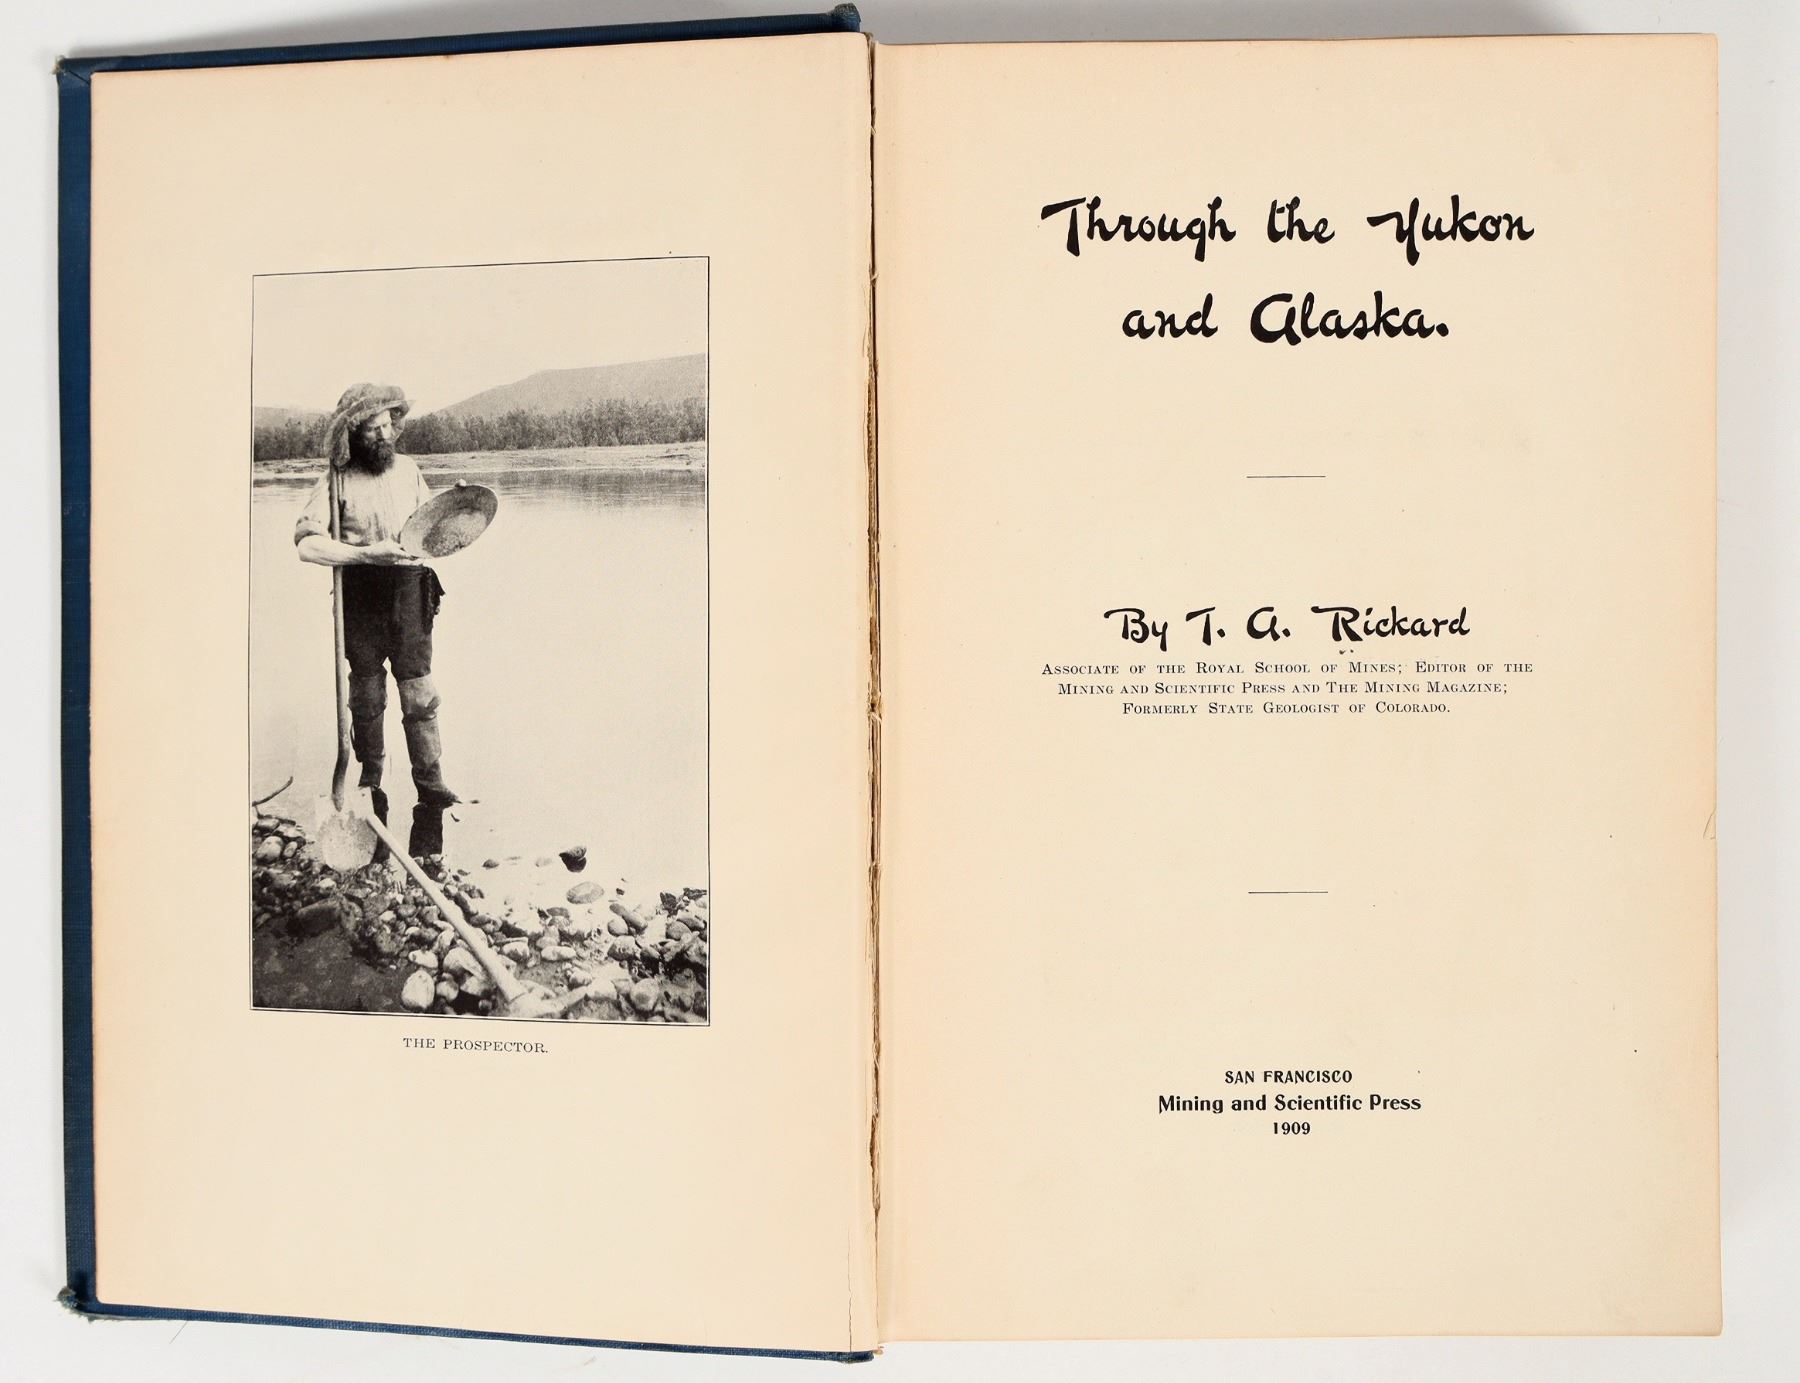 THE PROSPECTOR.
Through the Yukon
and Alaska.
By T. A. Rickard
Associate of the Royal School of Mines; Editor of the
Mining and Scientific Press and The Mining Magazine;
Formerly State Geologist of Colorado.
SAN FRANCISCO
Mining and Scientific Press
1909